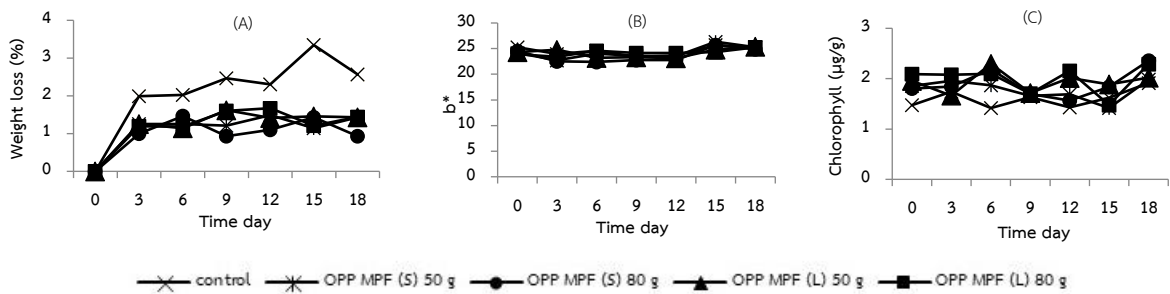 (A)
Weight loss (%)
4
3
2
1
0
0 3 6 9 12 15 18
Time day
(B)
b*
30
25
20
15
10
5
0
0 3 6 9 12 15 18
Time day
(C)
Chlorophyll (µg/g)
3
2
1
0
0 3 6 9 12 15 18
Time day
control OPP MPF (S) 50 g OPP MPF (S) 80 g OPP MPF (L) 50 g OPP MPF (L) 80 g